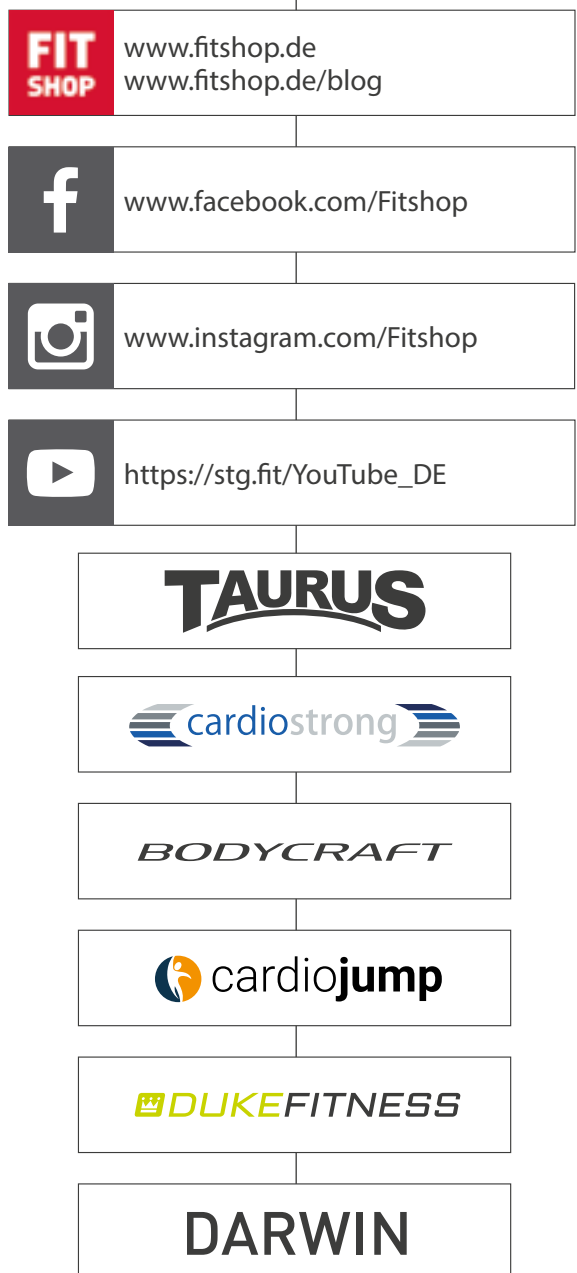 FIT
SHOP
www.fitshop.de
www.fitshop.de/blog
f
www.facebook.com/Fitshop
www.instagram.com/Fitshop
https://stg.fit/YouTube_DE
TAURUS
cardiostrong
BODYCRAFT
cardiojump
DUKEFITNESS
DARWIN